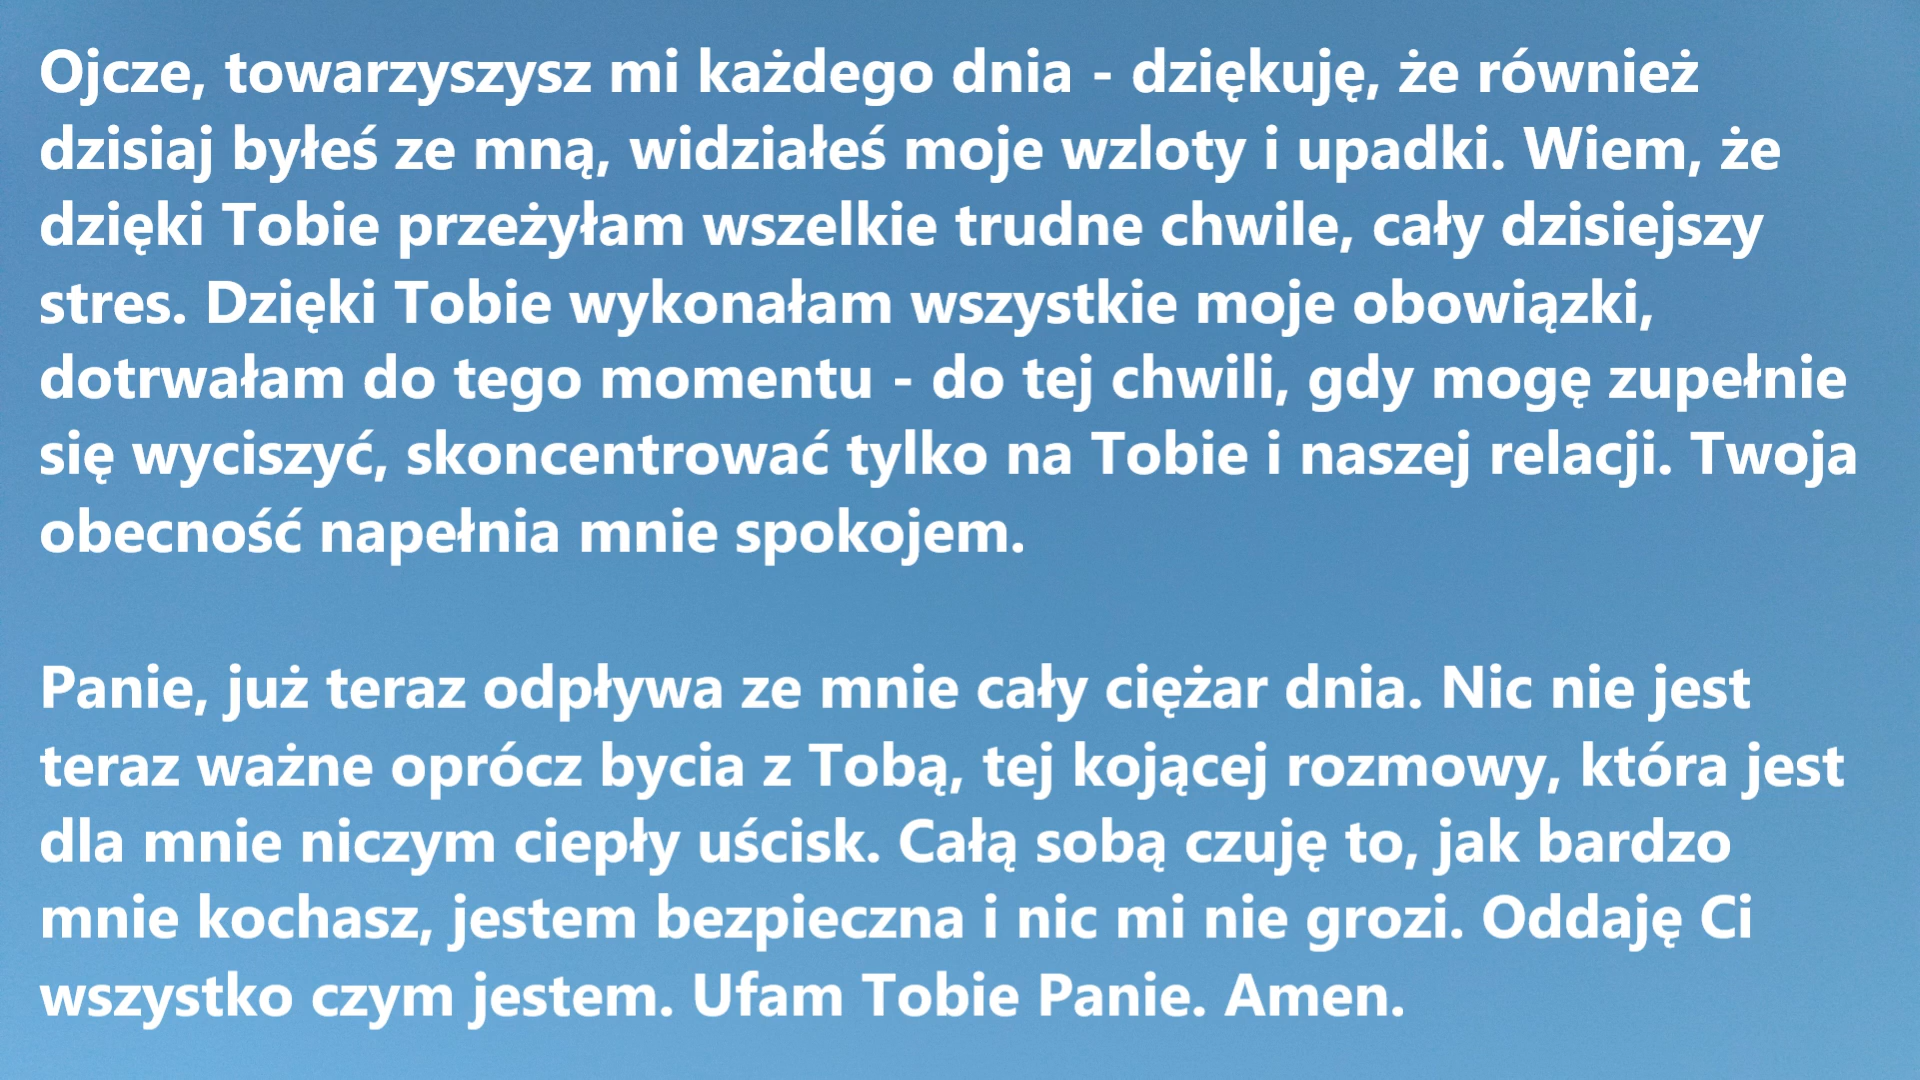 Ojcze, towarzyszysz mi każdego dnia - dziękuję, że również
dzisiaj byłeś ze mną, widziałeś moje wzloty i upadki. Wiem, że
dzięki Tobie przeżyłam wszelkie trudne chwile, cały dzisiejszy
stres. Dzięki Tobie wykonałam wszystkie moje obowiązki,
dotrwałam do tego momentu - do tej chwili, gdy mogę zupełnie
się wyciszyć, skoncentrować tylko na Tobie i naszej relacji. Twoja
obecność napełnia mnie spokojem.
Panie, już teraz odpływa ze mnie cały ciężar dnia. Nic nie jest
teraz ważne oprócz bycia z Tobą, tej kojącej rozmowy, która jest
dla mnie niczym ciepły uścisk. Całą sobą czuję to, jak bardzo
mnie kochasz, jestem bezpieczna i nic mi nie grozi. Oddaję Ci
wszystko czym jestem. Ufam Tobie Panie. Amen.